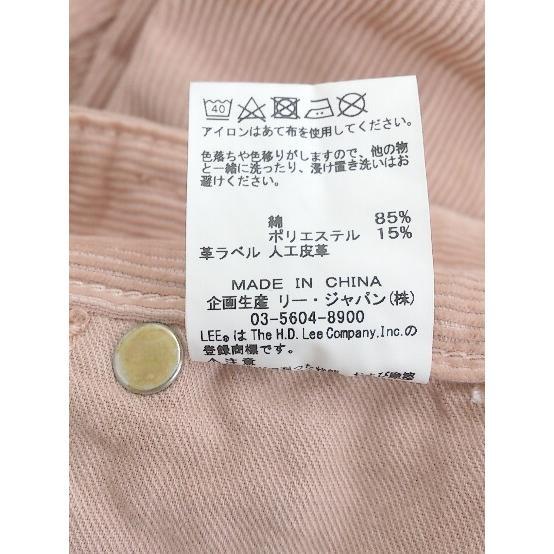 40
アイロンはあて布を使用してください。
色落ちや色移りがしますので、他の物
と一緒に洗ったり、浸け置き洗いはお
避けください。
綿 85%
ポリエステル 15%
革ラベル 人工皮革
MADE IN CHINA
企画生産 リー・ジャパン(株)
03-5604-8900
LEE®は The H.D. Lee Company,Inc.の
登録商標です。
⚠注意